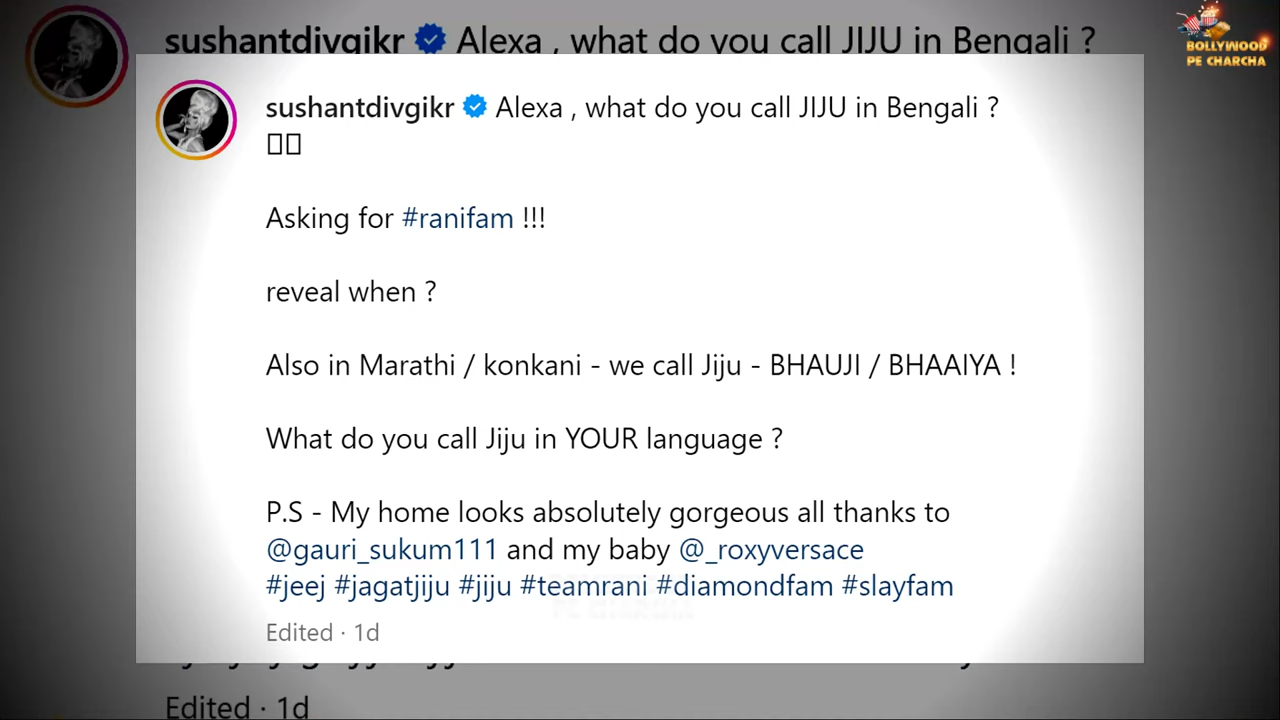 sushantdivgikr Alexa , what do you call JIJU in Bengali ?
BOLLYWOOD
PE CHARCHA
sushantdivgikr Alexa , what do you call JIJU in Bengali ?
Asking for #ranifam !!!
reveal when ?
Also in Marathi / konkani - we call Jiju - BHAUJI / BHAAIYA !
What do you call Jiju in YOUR language ?
P.S - My home looks absolutely gorgeous all thanks to
@gauri_sukum111 and my baby @_roxyversace
#jeej #jagatjiju #jiju #teamrani #diamondfam #slayfam
Edited · 1d
Edited · 1d